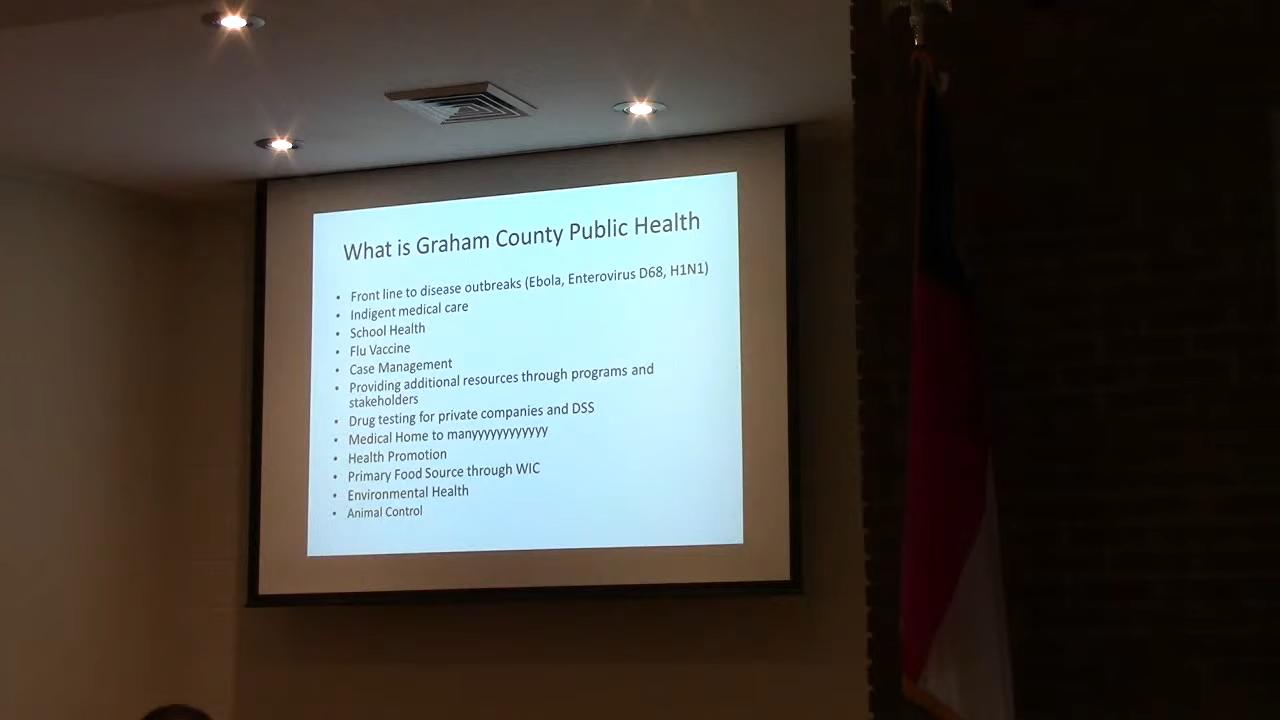 What is Graham County Public Health
• Front line to disease outbreaks (Ebola, Enterovirus D68, H1N1)
• Indigent medical care
• School Health
• Flu Vaccine
• Case Management
• Providing additional resources through programs and
stakeholders
• Drug testing for private companies and DSS
• Medical Home to manyyyyyyyyyyy
• Health Promotion
• Primary Food Source through WIC
• Environmental Health
• Animal Control